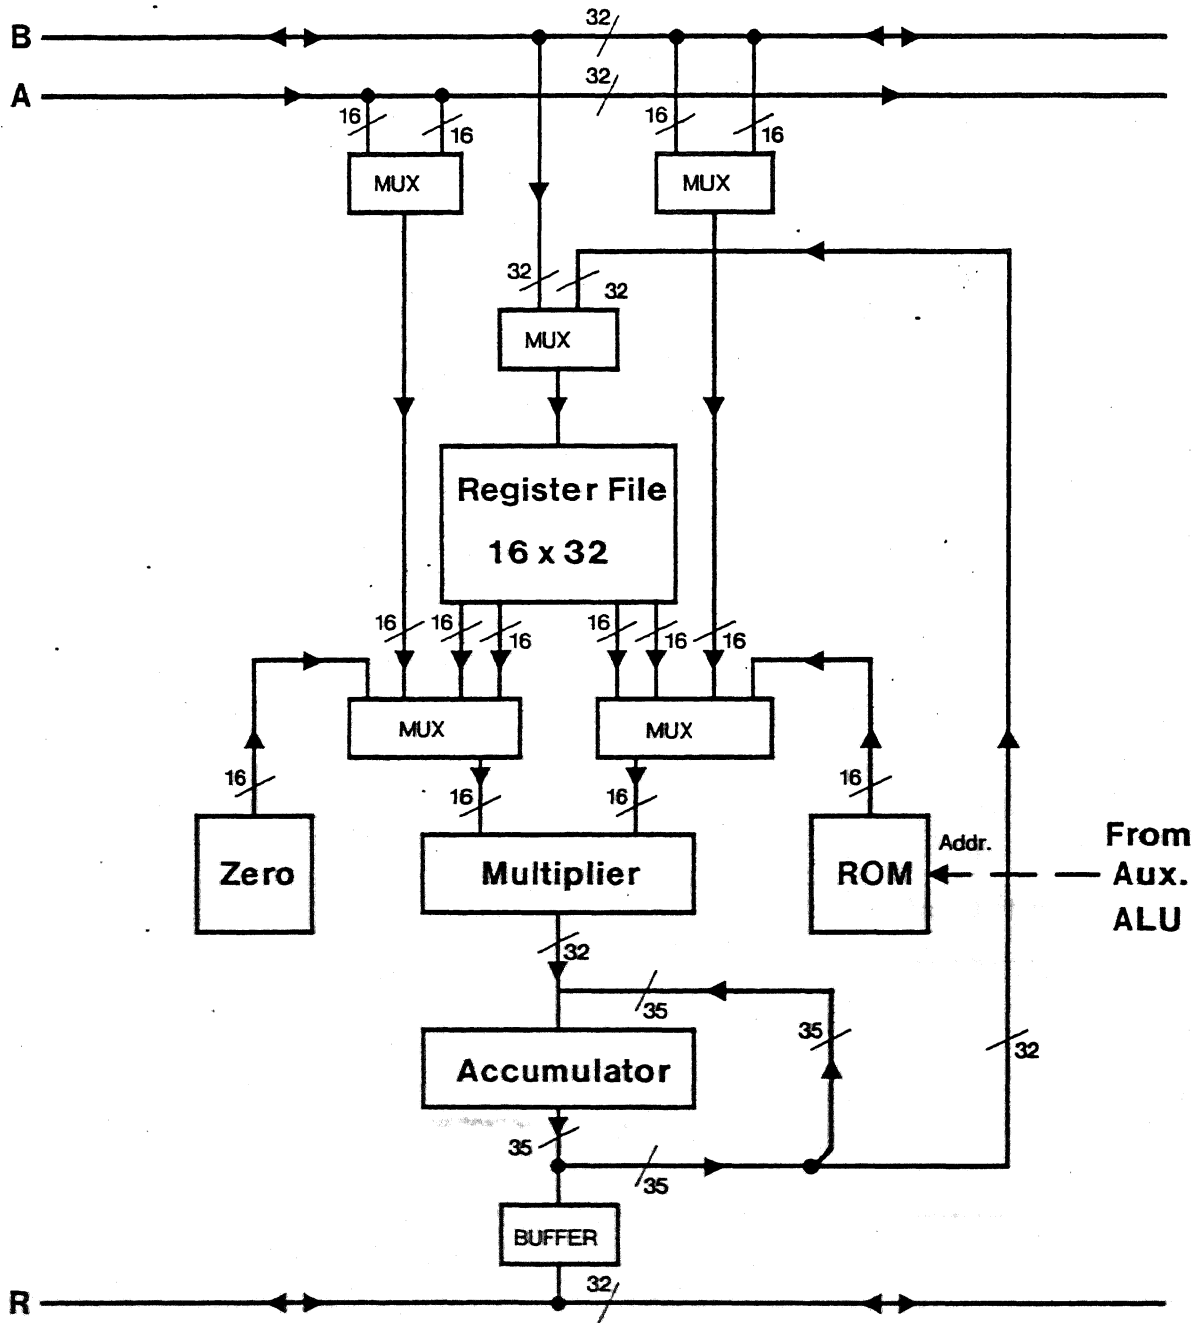 32
B
32
A
16
16
16
16
MUX
MUX
32
32
MUX
Register File
16 x 32
16
16
16
16
16
16
MUX
MUX
16
16
16
16
Zero
Multiplier
ROM
Addr.
From
Aux.
ALU
32
35
35
32
Accumulator
35
35
BUFFER
32
R